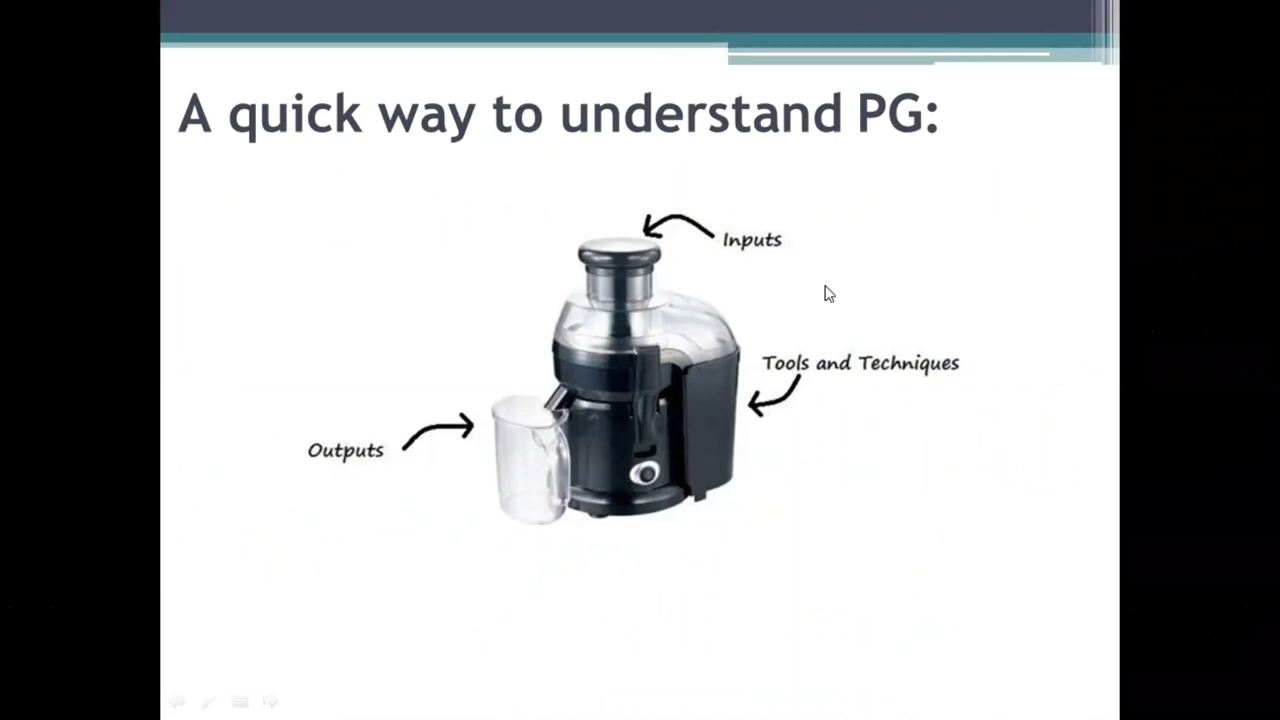 A quick way to understand PG:
Inputs
Tools and Techniques
Outputs